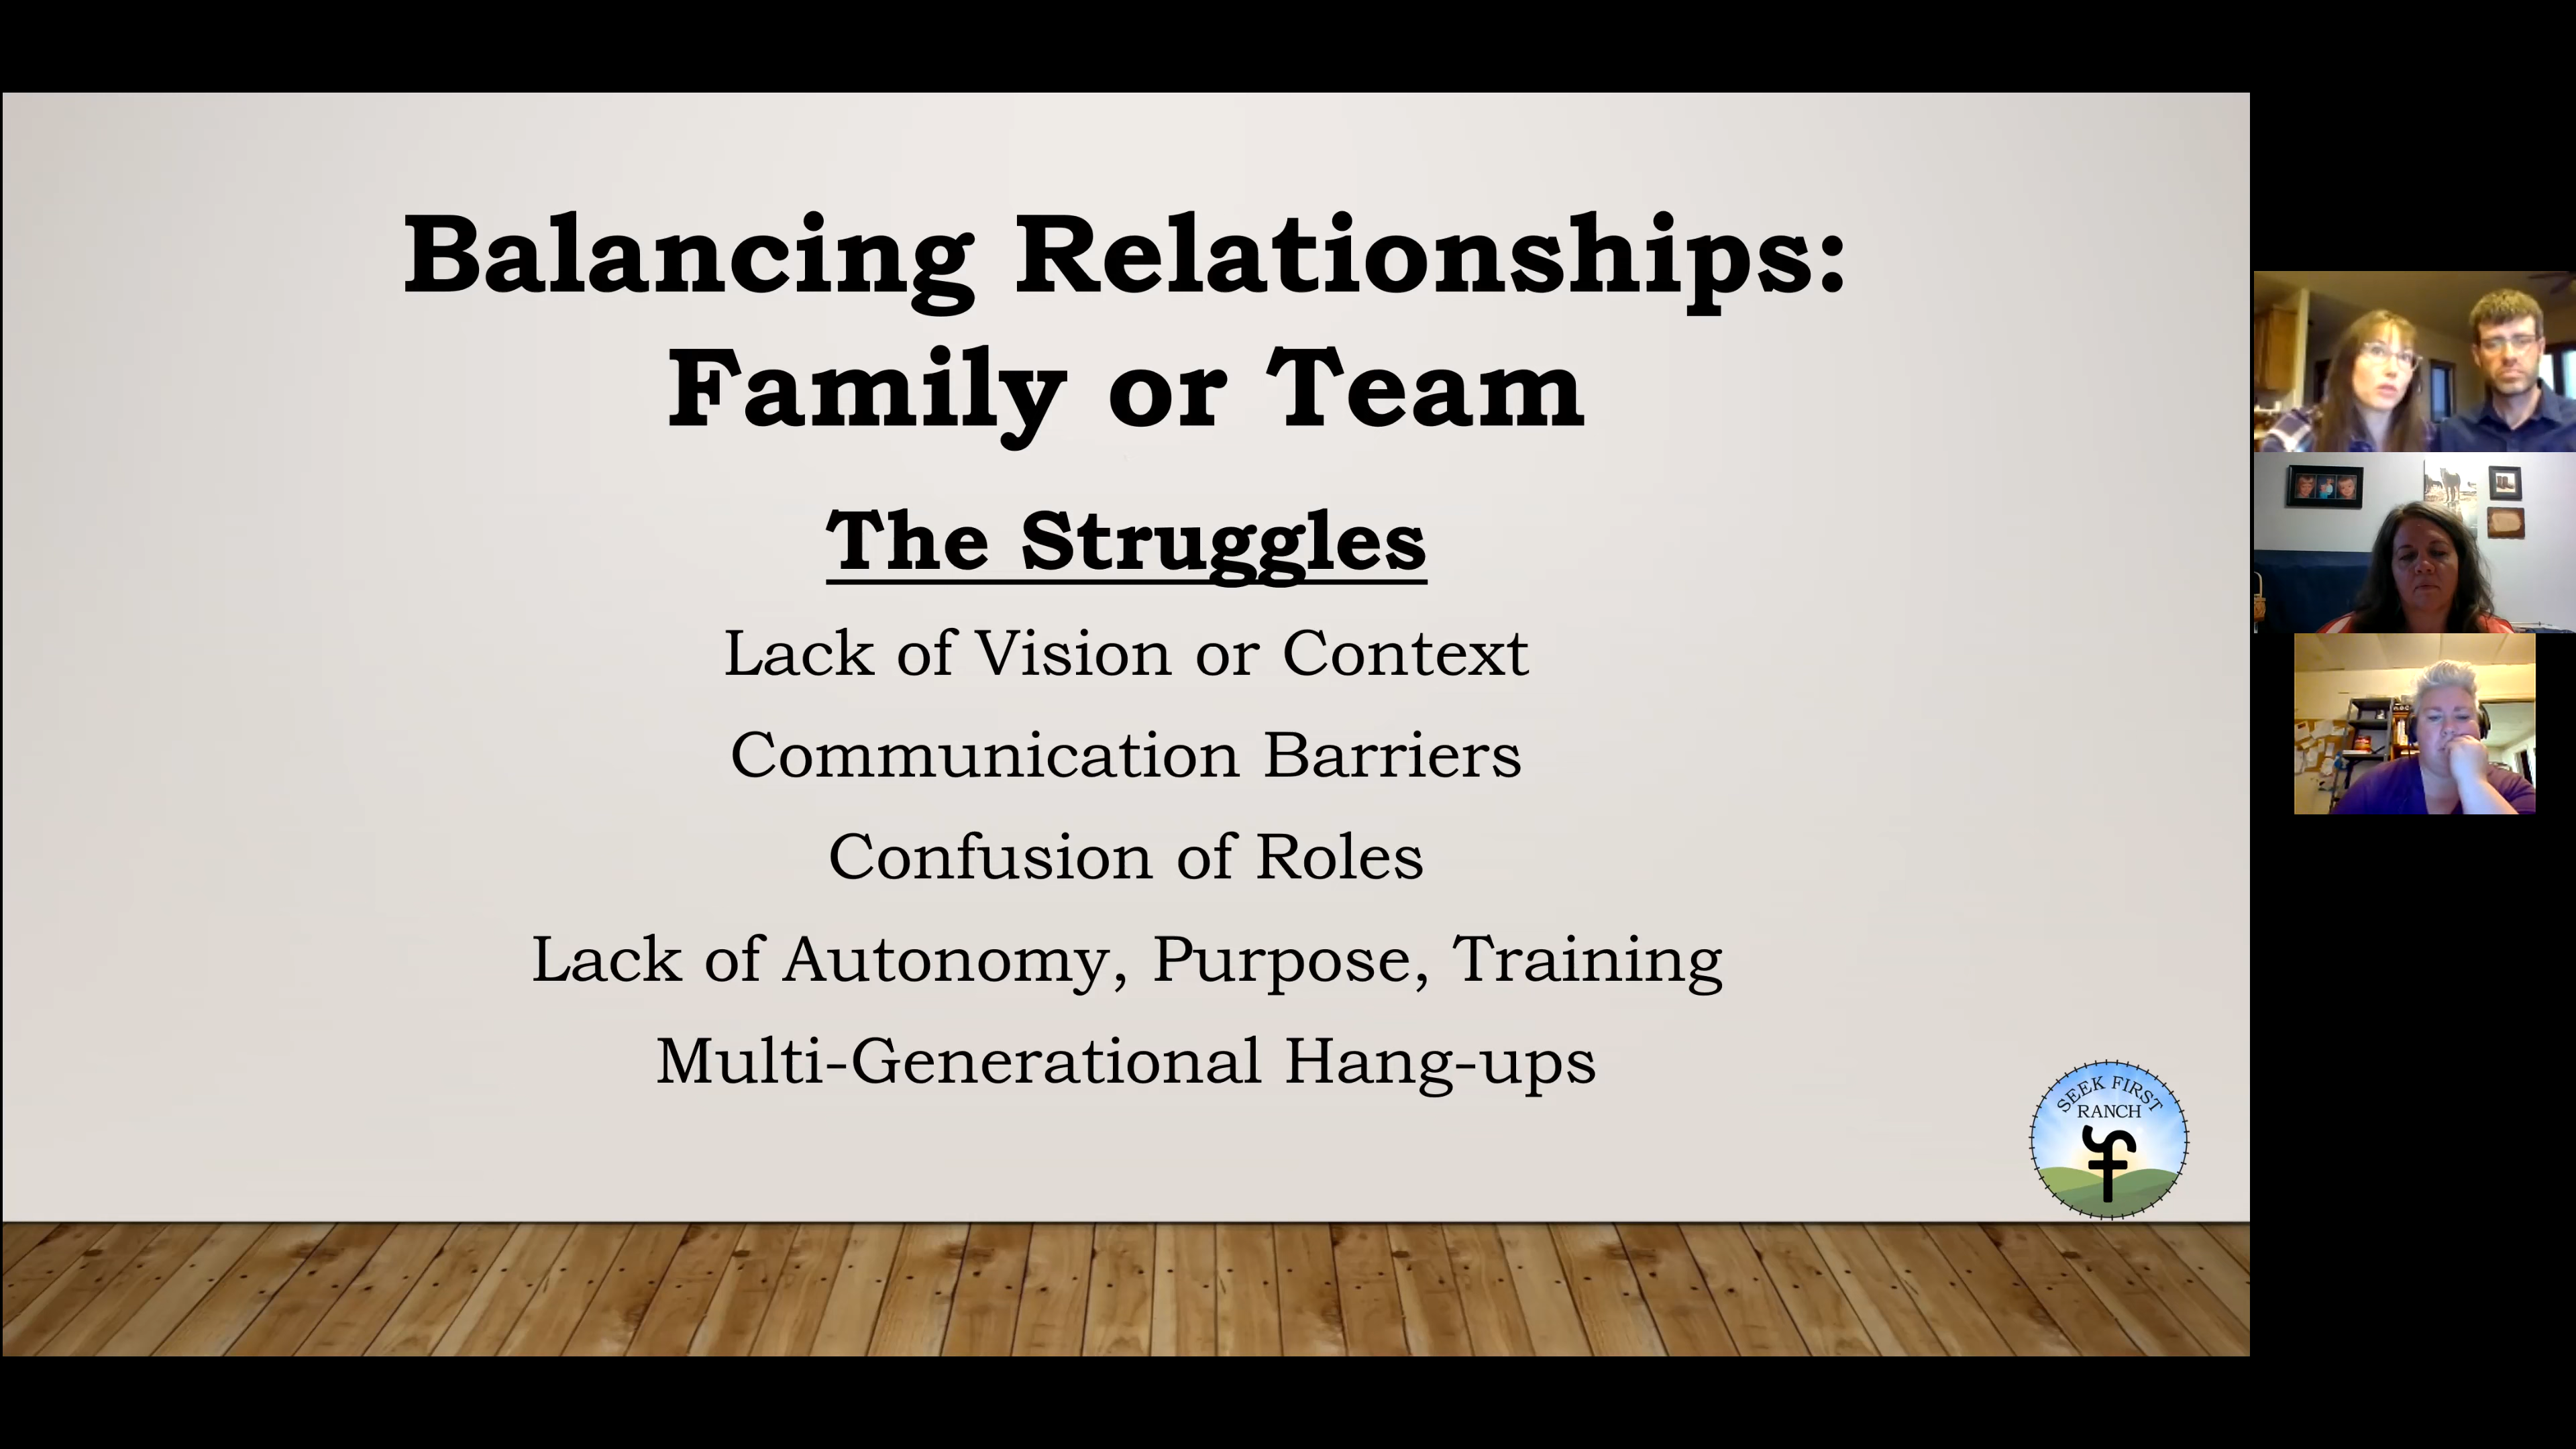 Balancing Relationships:
Family or Team
The Struggles
Lack of Vision or Context
Communication Barriers
Confusion of Roles
Lack of Autonomy, Purpose, Training
Multi-Generational Hang-ups
SEEK FIRST
RANCH